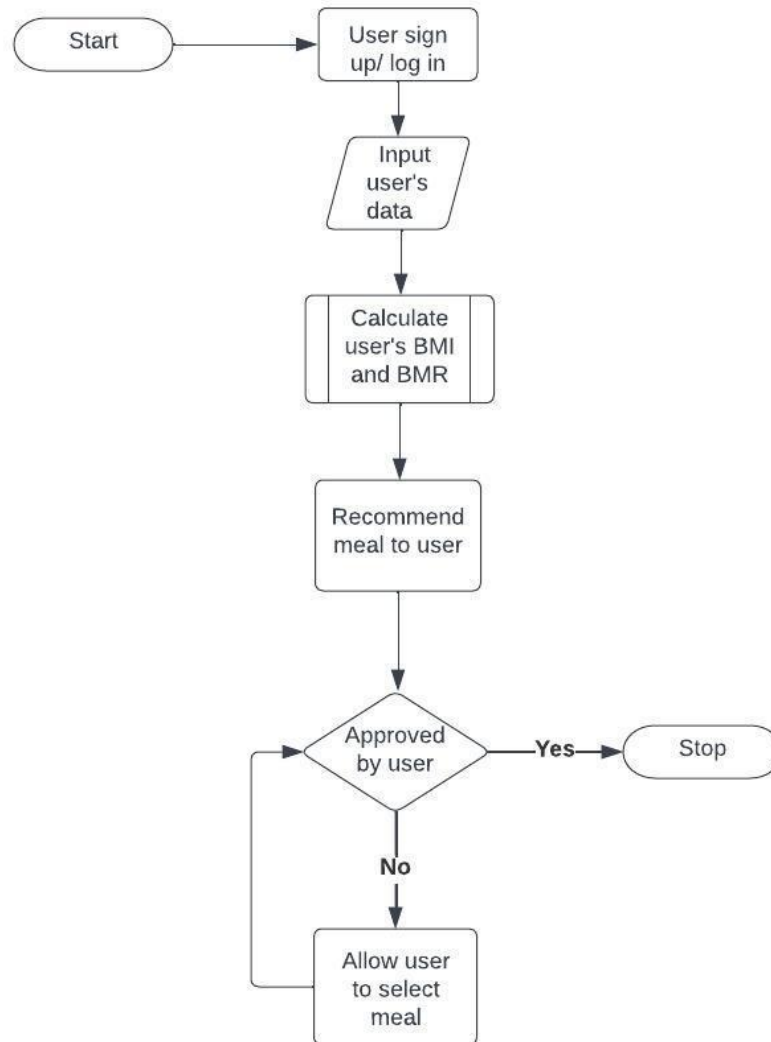 Start
User sign
up/ log in
Input
user's
data
Calculate
user's BMI
and BMR
Recommend
meal to user
Approved
by user
Yes
Stop
No
Allow user
to select
meal